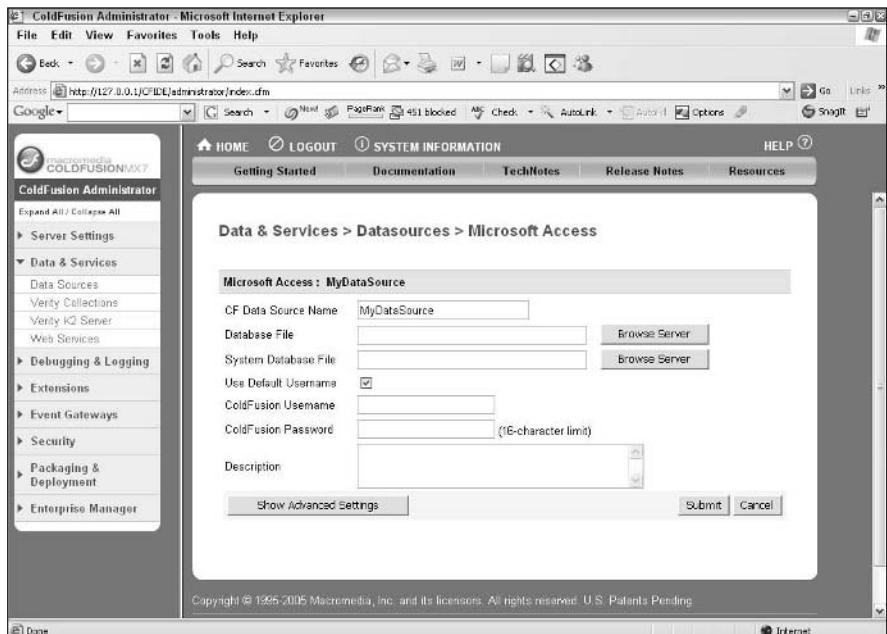 ColdFusion Administrator - Microsoft Internet Explorer
File Edit View Favorites Tools Help
Back Search Favorites
Address http://127.0.0.1/CFIDE/administrator/index.cfm Go Links »
Google Search New! PageRank 451 blocked ABC Check AutoLink AutoFill Options SnagIt
macromedia
COLDFUSION MX7
HOME LOGOUT SYSTEM INFORMATION HELP ?
Getting Started Documentation TechNotes Release Notes Resources
ColdFusion Administrator
Expand All / Collapse All
Server Settings
Data & Services
Data Sources
Verity Collections
Verity K2 Server
Web Services
Debugging & Logging
Extensions
Event Gateways
Security
Packaging &
Deployment
Enterprise Manager
Data & Services > Datasources > Microsoft Access
Microsoft Access : MyDataSource
CF Data Source Name MyDataSource
Database File Browse Server
System Database File Browse Server
Use Default Username
ColdFusion Username
ColdFusion Password (16-character limit)
Description
Show Advanced Settings Submit Cancel
Copyright © 1995-2005 Macromedia, Inc. and its licensors. All rights reserved. U.S. Patents Pending.
Done Internet